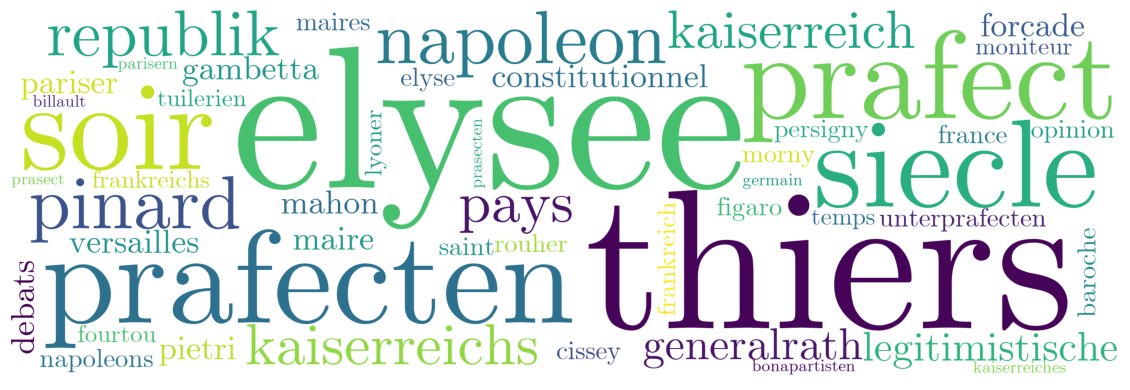 maires
forcade
republik
napoleon
kaiserreich
moniteur
parisern
gambetta
elyse
constitutionnel
prafect
pariser
billault
tuilerien
elysee
soir
lyoner
prasecten
persigny
france
opinion
morny
siecle
prasect
frankreichs
germain
pinard
mahon
pays
figaro
temps
unterprafecten
versailles
maire
saint
rouher
frankreich
thiers
baroche
debats
prafecten
fourtou
napoleons
pietri
kaiserreichs
cissey
generalrath
legitimistische
bonapartisten
kaiserreiches